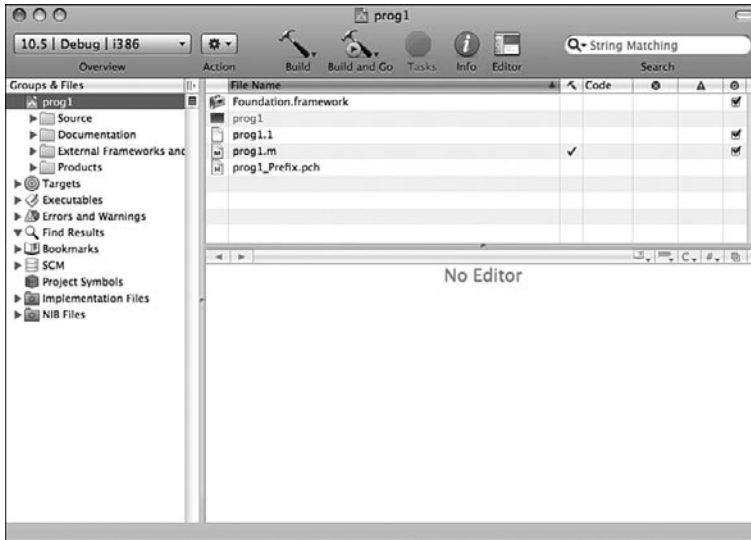 prog1
10.5 | Debug | i386
Overview
Action
Build
Build and Go
Tasks
Info
Editor
String Matching
Search
Groups & Files
prog1
Source
Documentation
External Frameworks and
Products
Targets
Executables
Errors and Warnings
Find Results
Bookmarks
SCM
Project Symbols
Implementation Files
NIB Files
File Name
Code
Foundation.framework
prog1
prog1.1
prog1.m
prog1_Prefix.pch
C
#
No Editor